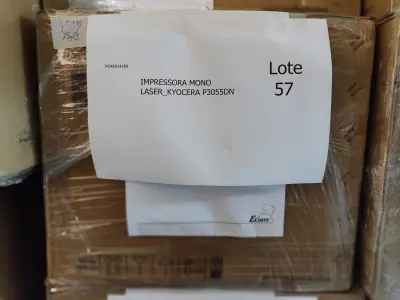 IMPRESSORA MONO
LASER_KYOCERA P3055DN
Lote
57